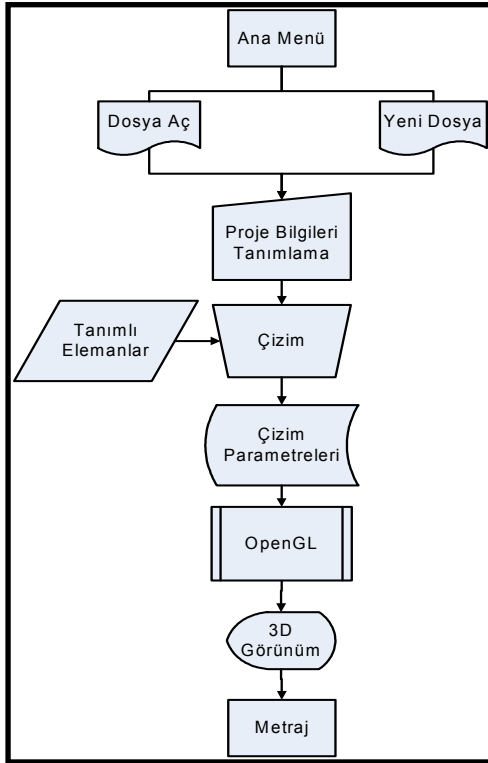 Ana Menü
Dosya Aç
Yeni Dosya
Proje Bilgileri
Tanımlama
Tanımlı
Elemanlar
Çizim
Çizim
Parametreleri
OpenGL
3D
Görünüm
Metraj